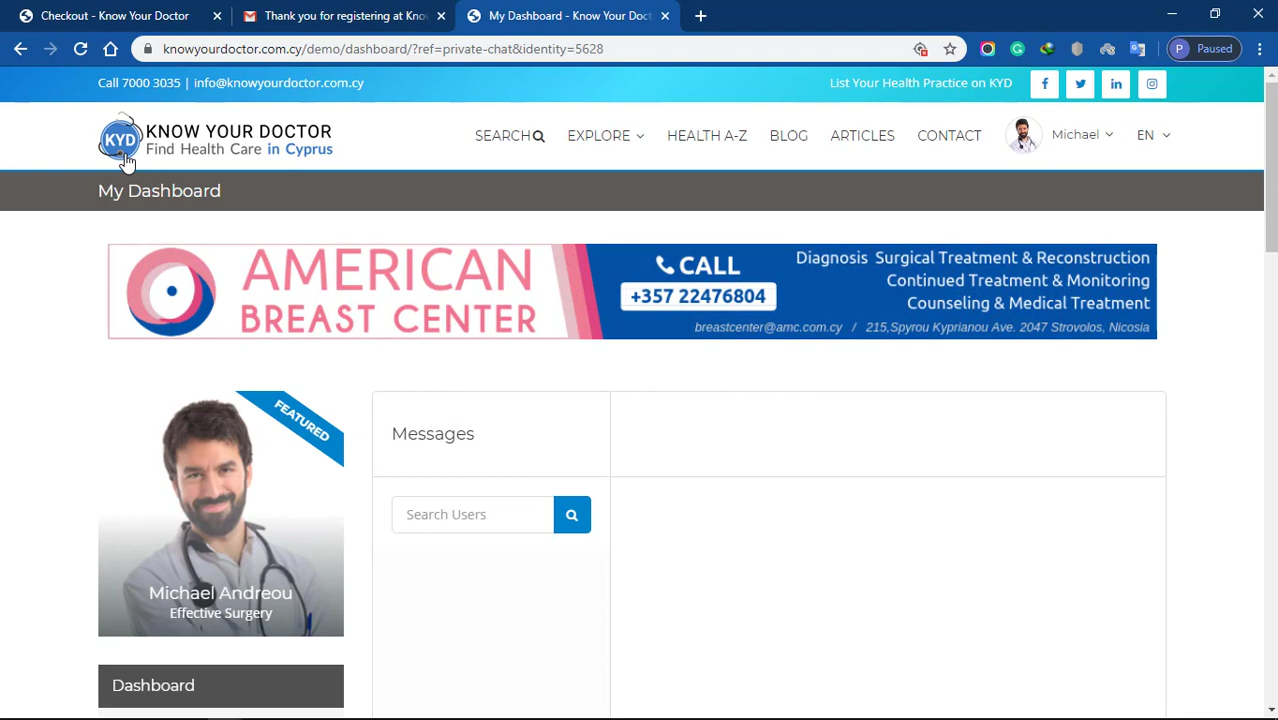 Checkout - Know Your Doctor
Thank you for registering at Kno
My Dashboard - Know Your Doct
knowyourdoctor.com.cy/demo/dashboard/?ref=private-chat&identity=5628
P Paused
Call 7000 3035 | info@knowyourdoctor.com.cy
List Your Health Practice on KYD
KYD
KNOW YOUR DOCTOR
Find Health Care in Cyprus
SEARCH
EXPLORE
HEALTH A-Z
BLOG
ARTICLES
CONTACT
Michael
EN
My Dashboard
AMERICAN
BREAST CENTER
CALL
+357 22476804
Diagnosis Surgical Treatment & Reconstruction
Continued Treatment & Monitoring
Counseling & Medical Treatment
breastcenter@amc.com.cy / 215,Spyrou Kyprianou Ave. 2047 Strovolos, Nicosia
FEATURED
Michael Andreou
Effective Surgery
Dashboard
Messages
Search Users